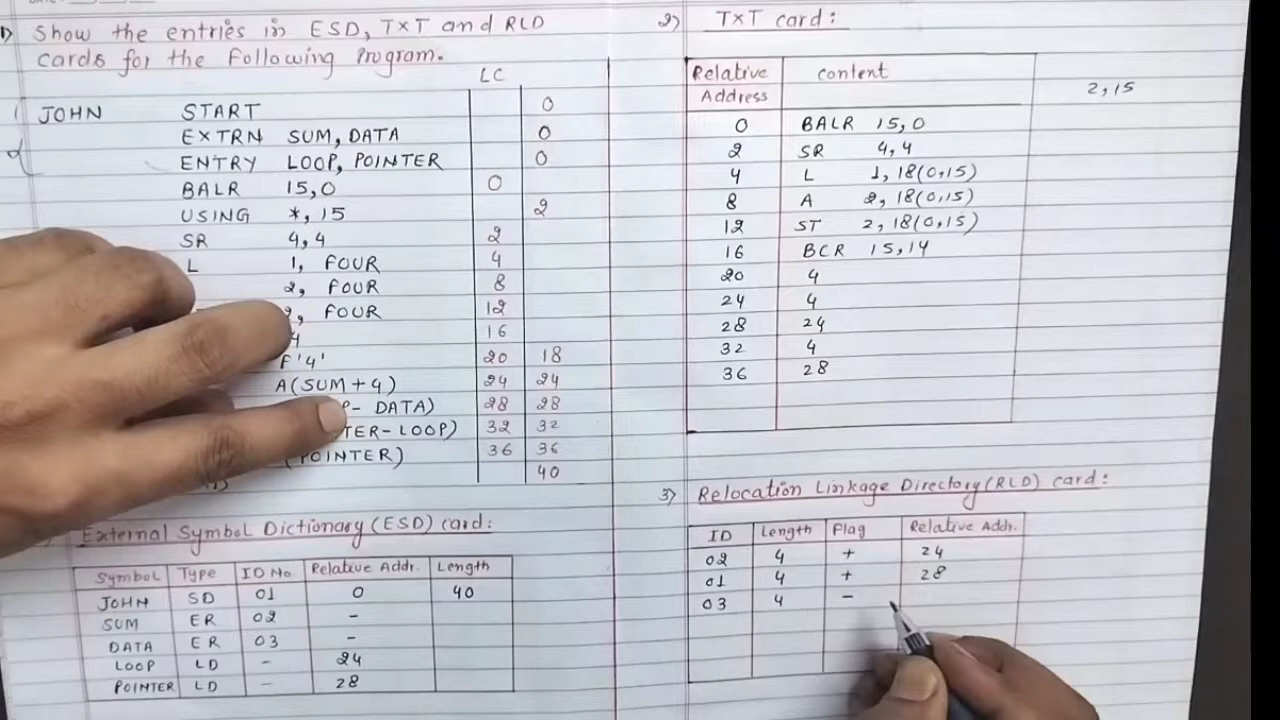 1) Show the entries in ESD, TXT and RLD
cards for the Following Program.
LC
JOHN START 0
EXTRN SUM, DATA 0
ENTRY LOOP, POINTER 0
BALR 15,0 0
USING *, 15 2
SR 4,4 2
L 1, FOUR 4
2, FOUR 8
2, FOUR 12
16
F'4' 20 18
A(SUM+4) 24 24
P- DATA) 28 28
TER-LOOP) 32 32
(POINTER) 36 36
40
External Symbol Dictionary (ESD) card:
Symbol Type ID No. Relative Addr. Length
JOHN SD 01 0 40
SUM ER 02 -
DATA ER 03 -
LOOP LD - 24
POINTER LD - 28
2) TXT card:
Relative Address content
0 BALR 15,0
2 SR 4,4
4 L 1,18(0,15)
8 A 2,18(0,15)
12 ST 2,18(0,15)
16 BCR 15,14
20 4
24 4
28 24
32 4
36 28
2,15
3) Relocation Linkage Directory(RLD) card:
ID Length Flag Relative Addr.
02 4 + 24
01 4 + 28
03 4 -